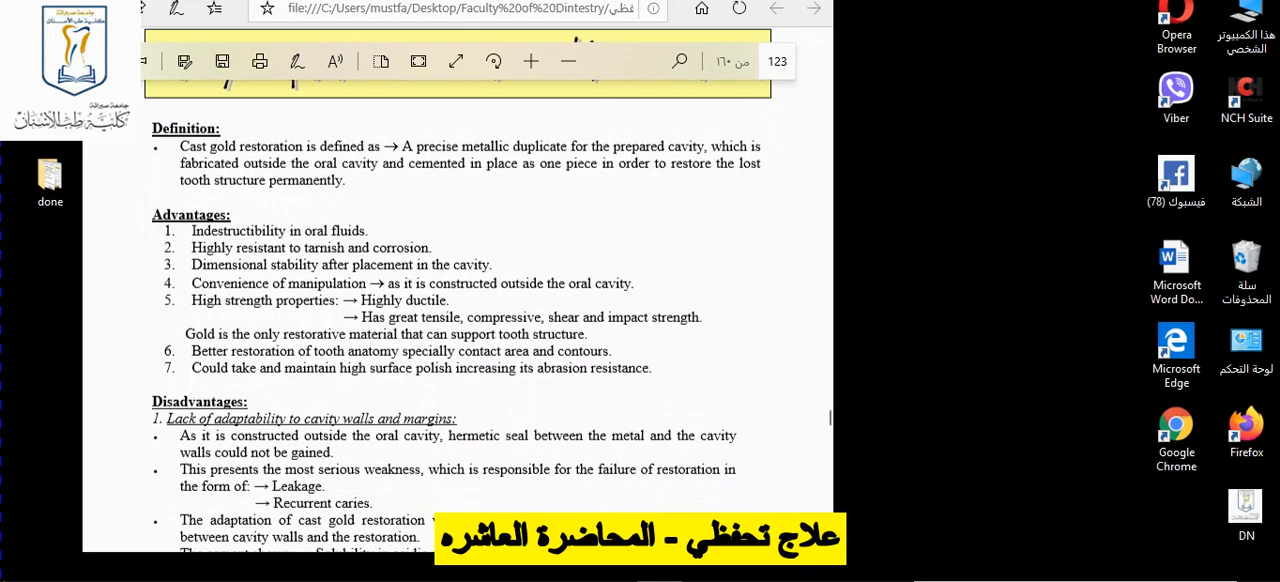 file:///C:/Users/mustfa/Desktop/Faculty%20of%20Dintestry/
١٦٠ من
123
جامعة صبراتة
كلية طب الأسنان
done
Definition:
• Cast gold restoration is defined as → A precise metallic duplicate for the prepared cavity, which is
fabricated outside the oral cavity and cemented in place as one piece in order to restore the lost
tooth structure permanently.
Advantages:
1. Indestructibility in oral fluids.
2. Highly resistant to tarnish and corrosion.
3. Dimensional stability after placement in the cavity.
4. Convenience of manipulation → as it is constructed outside the oral cavity.
5. High strength properties: → Highly ductile.
→ Has great tensile, compressive, shear and impact strength.
Gold is the only restorative material that can support tooth structure.
6. Better restoration of tooth anatomy specially contact area and contours.
7. Could take and maintain high surface polish increasing its abrasion resistance.
Disadvantages:
1. Lack of adaptability to cavity walls and margins:
• As it is constructed outside the oral cavity, hermetic seal between the metal and the cavity
walls could not be gained.
• This presents the most serious weakness, which is responsible for the failure of restoration in
the form of: → Leakage.
→ Recurrent caries.
• The adaptation of cast gold restoration
between cavity walls and the restoration.
علاج تحفظي - المحاضرة العاشره
Opera
Browser
هذا الكمبيوتر
الشخصي
Viber
NCH Suite
فيسبوك (78)
الشبكة
Microsoft
Word Do...
سلة
المحذوفات
Microsoft
Edge
لوحة التحكم
Google
Chrome
Firefox
DN